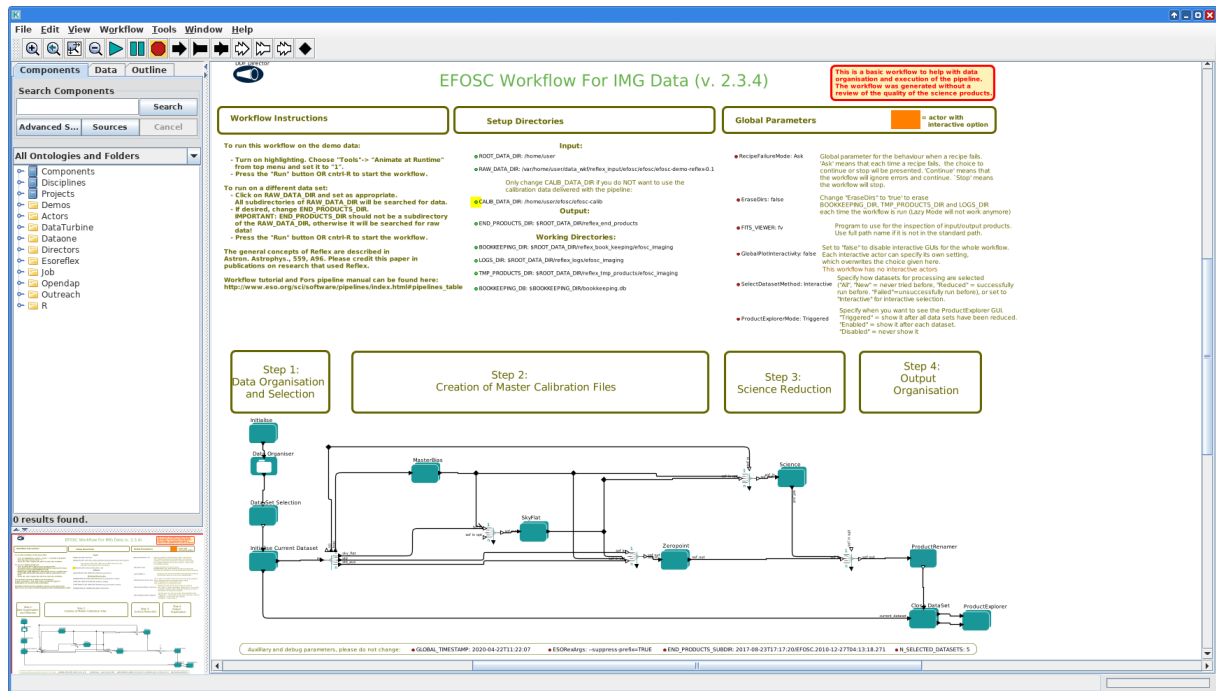 File Edit View Workflow Tools Window Help
Components Data Outline
Search Components
Search
Advanced S... Sources Cancel
All Ontologies and Folders
Components
Disciplines
Projects
Demos
Actors
DataTurbine
Dataone
Directors
Esoreflex
Job
Opendap
Outreach
R
0 results found.
DDF Director
EFOSC Workflow For IMG Data (v. 2.3.4)
This is a basic workflow to help with data
organisation and execution of the pipeline.
The workflow was generated without a
review of the quality of the science products.
Workflow Instructions
Setup Directories
Global Parameters
= actor with
interactive option
To run this workflow on the demo data:
- Turn on highlighting. Choose "Tools"-> "Animate at Runtime"
from top menu and set it to "1".
- Press the "Run" button OR cntrl-R to start the workflow.
To run on a different data set:
- Click on RAW_DATA_DIR and set as appropriate.
All subdirectories of RAW_DATA_DIR will be searched for data.
- If desired, change END_PRODUCTS_DIR.
IMPORTANT: END_PRODUCTS_DIR should not be a subdirectory
of the RAW_DATA_DIR, otherwise it will be searched for raw
data!
- Press the "Run" button OR cntrl-R to start the workflow.
The general concepts of Reflex are described in
Astron. Astrophys., 559, A96. Please credit this paper in
publications on research that used Reflex.
Workflow tutorial and Fors pipeline manual can be found here:
http://www.eso.org/sci/software/pipelines/index.html#pipelines_table
Input:
ROOT_DATA_DIR: /home/user
RAW_DATA_DIR: /var/home/user/data_wkf/reflex_input/efosc/efosc-demo-reflex-0.1
Only change CALIB_DATA_DIR if you do NOT want to use the
calibration data delivered with the pipeline:
CALIB_DATA_DIR: /home/user/efosc/efosc-calib
Output:
END_PRODUCTS_DIR: $ROOT_DATA_DIR/reflex_end_products
Working Directories:
BOOKKEEPING_DIR: $ROOT_DATA_DIR/reflex_book_keeping/efosc_imaging
LOGS_DIR: $ROOT_DATA_DIR/reflex_logs/efosc_imaging
TMP_PRODUCTS_DIR: $ROOT_DATA_DIR/reflex_tmp_products/efosc_imaging
BOOKKEEPING_DB: $BOOKKEEPING_DIR/bookkeeping.db
RecipeFailureMode: Ask
Global parameter for the behaviour when a recipe fails.
'Ask' means that each time a recipe fails, the choice to
continue or stop will be presented. 'Continue' means that
the workflow will ignore errors and continue. `Stop' means
the workflow will stop.
EraseDirs: false
Change "EraseDirs" to 'true' to erase
BOOKKEEPING_DIR, TMP_PRODUCTS_DIR and LOGS_DIR
each time the workflow is run (Lazy Mode will not work anymore)
FITS_VIEWER: fv
Program to use for the inspection of input/output products.
Use full path name if it is not in the standard path.
GlobalPlotInteractivity: false
Set to "false" to disable interactive GUIs for the whole workflow.
Each interactive actor can specify its own setting,
which overwrites the choice given here.
This workflow has no interactive actors
SelectDatasetMethod: Interactive
Specify how datasets for processing are selected
("All", "New" = never tried before, "Reduced" = successfully
run before. "Failed"=unsuccessfully run before), or set to
"Interactive" for interactive selection.
ProductExplorerMode: Triggered
Specify when you want to see the ProductExplorer GUI.
"Triggered" = show it after all data sets have been reduced.
"Enabled" = show it after each dataset.
"Disabled" = never show it
Step 1:
Data Organisation
and Selection
Step 2:
Creation of Master Calibration Files
Step 3:
Science Reduction
Step 4:
Output
Organisation
Initialise
Data Organiser
DataSet Selection
Initialise Current Dataset
MasterBias
SkyFlat
Zeropoint
Science
ProductRenamer
Close DataSet
ProductExplorer
current_dataset
Auxiliary and debug parameters, please do not change: GLOBAL_TIMESTAMP: 2020-04-22T11:22:07 ESORexArgs: --suppress-prefix=TRUE END_PRODUCTS_SUBDIR: 2017-08-23T17:17:20/EFOSC.2010-12-27T04:13:18.271 N_SELECTED_DATASETS: 5